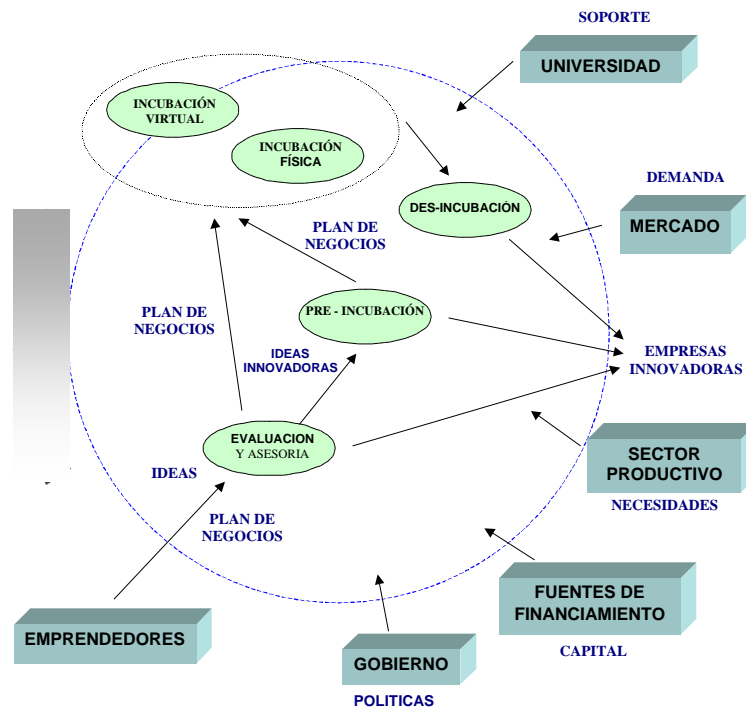 SOPORTE
UNIVERSIDAD
INCUBACIÓN
VIRTUAL
INCUBACIÓN
FÍSICA
DEMANDA
MERCADO
DES-INCUBACIÓN
PLAN DE
NEGOCIOS
PLAN DE
NEGOCIOS
PRE - INCUBACIÓN
IDEAS
INNOVADORAS
EMPRESAS
INNOVADORAS
EVALUACION
Y ASESORIA
SECTOR
PRODUCTIVO
NECESIDADES
IDEAS
PLAN DE
NEGOCIOS
FUENTES DE
FINANCIAMIENTO
CAPITAL
EMPRENDEDORES
GOBIERNO
POLITICAS